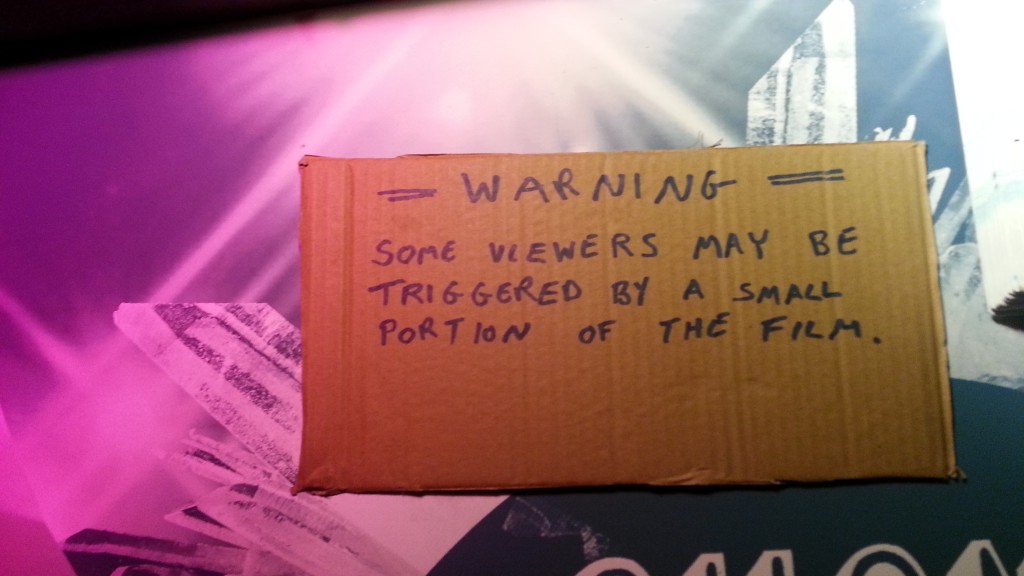 = WARNING =
SOME VIEWERS MAY BE
TRIGGERED BY A SMALL
PORTION OF THE FILM.